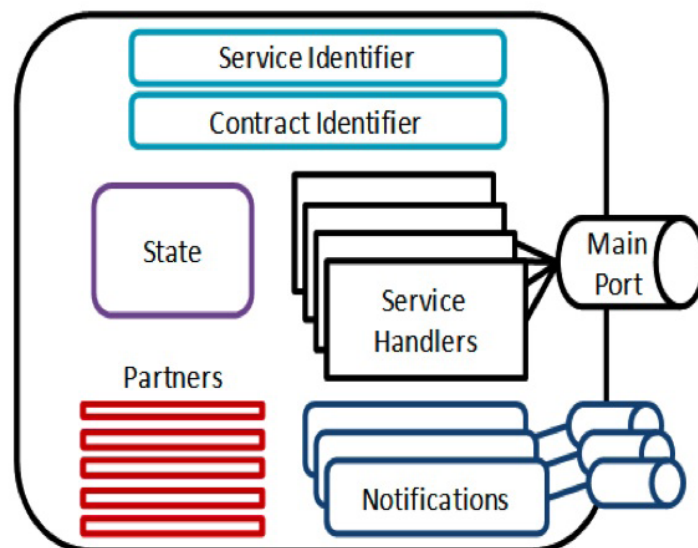 Service Identifier
Contract Identifier
State
Service
Handlers
Main
Port
Partners
Notifications